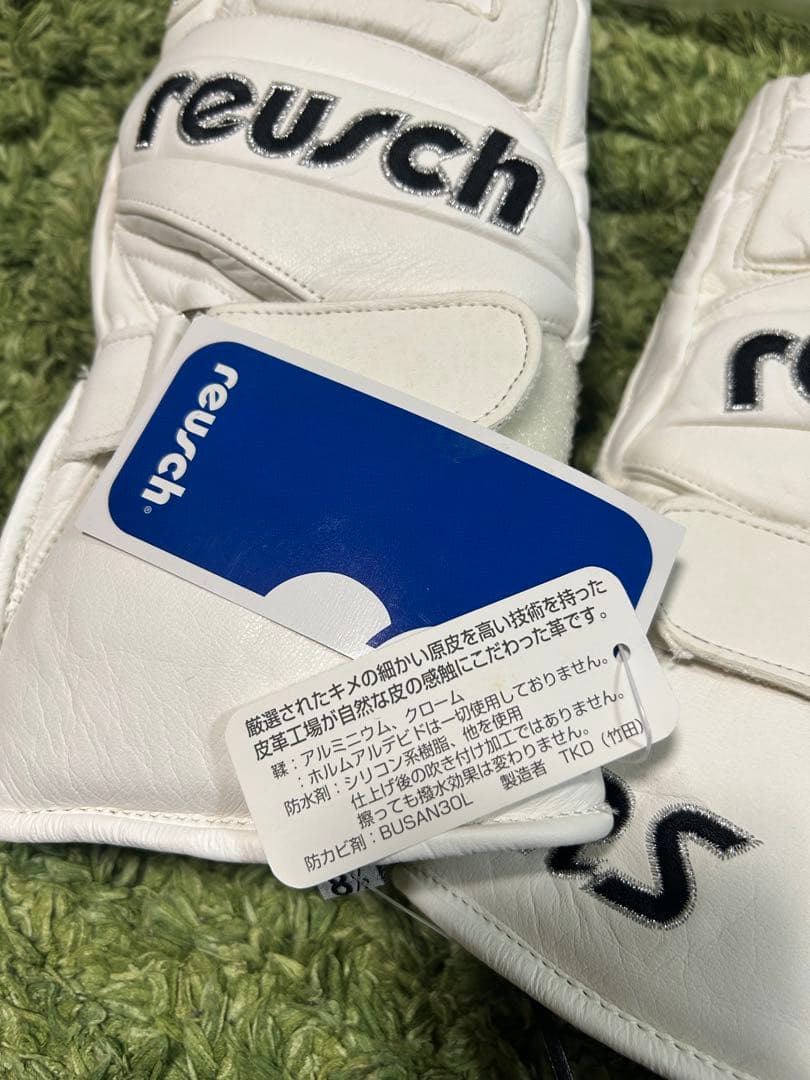 reusch
re
reusch®
厳選されたキメの細かい原皮を高い技術を持った
皮革工場が自然な皮の感触にこだわった革です。
鞣：アルミニウム、クローム
：ホルムアルデビドは一切使用しておりません。
防水剤：シリコン系樹脂、他を使用
仕上げ後の吹き付け加工ではありません。
擦っても撥水効果は変わりません。
防カビ剤：BUSAN30L 製造者 TKD（竹田）
RS